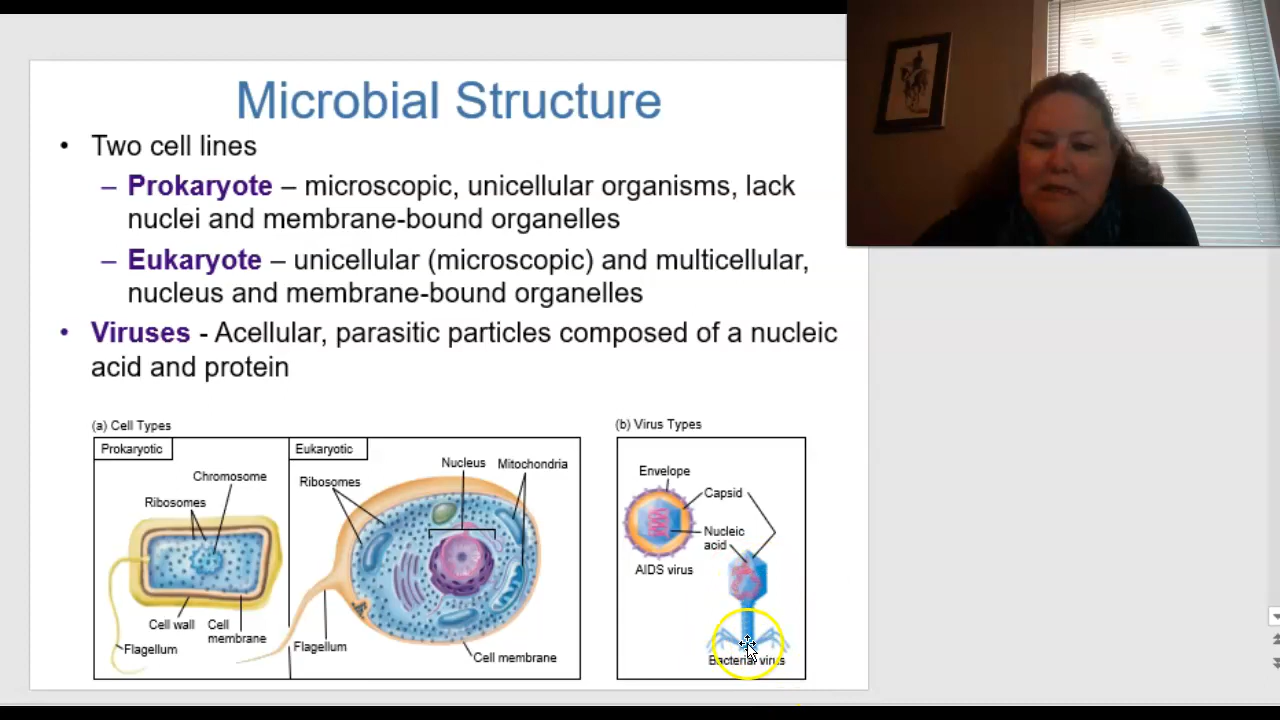 Microbial Structure
• Two cell lines
– Prokaryote – microscopic, unicellular organisms, lack
nuclei and membrane-bound organelles
– Eukaryote – unicellular (microscopic) and multicellular,
nucleus and membrane-bound organelles
• Viruses - Acellular, parasitic particles composed of a nucleic
acid and protein
(a) Cell Types
Prokaryotic
Chromosome
Ribosomes
Cell wall
Cell
membrane
Flagellum
Eukaryotic
Nucleus
Mitochondria
Ribosomes
Flagellum
Cell membrane
(b) Virus Types
Envelope
Capsid
Nucleic
acid
AIDS virus
Bacterial virus